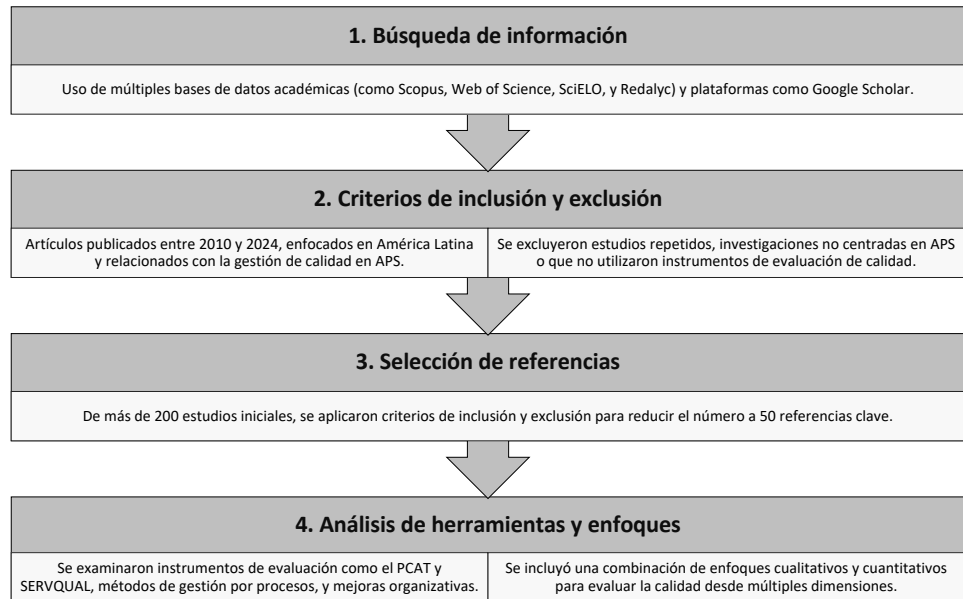 1. Búsqueda de información
Uso de múltiples bases de datos académicas (como Scopus, Web of Science, SciELO, y Redalyc) y plataformas como Google Scholar.
2. Criterios de inclusión y exclusión
Artículos publicados entre 2010 y 2024, enfocados en América Latina
y relacionados con la gestión de calidad en APS.
Se excluyeron estudios repetidos, investigaciones no centradas en APS
o que no utilizaron instrumentos de evaluación de calidad.
3. Selección de referencias
De más de 200 estudios iniciales, se aplicaron criterios de inclusión y exclusión para reducir el número a 50 referencias clave.
4. Análisis de herramientas y enfoques
Se examinaron instrumentos de evaluación como el PCAT y
SERVQUAL, métodos de gestión por procesos, y mejoras organizativas.
Se incluyó una combinación de enfoques cualitativos y cuantitativos
para evaluar la calidad desde múltiples dimensiones.